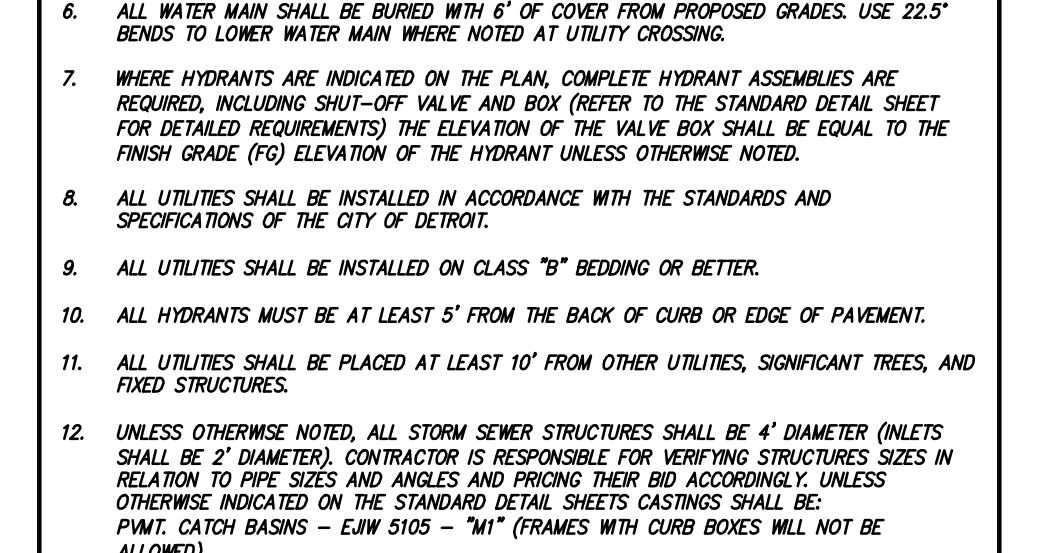 6. ALL WATER MAIN SHALL BE BURIED WITH 6' OF COVER FROM PROPOSED GRADES. USE 22.5°
BENDS TO LOWER WATER MAIN WHERE NOTED AT UTILITY CROSSING.
7. WHERE HYDRANTS ARE INDICATED ON THE PLAN, COMPLETE HYDRANT ASSEMBLIES ARE
REQUIRED, INCLUDING SHUT-OFF VALVE AND BOX (REFER TO THE STANDARD DETAIL SHEET
FOR DETAILED REQUIREMENTS) THE ELEVATION OF THE VALVE BOX SHALL BE EQUAL TO THE
FINISH GRADE (FG) ELEVATION OF THE HYDRANT UNLESS OTHERWISE NOTED.
8. ALL UTILITIES SHALL BE INSTALLED IN ACCORDANCE WITH THE STANDARDS AND
SPECIFICATIONS OF THE CITY OF DETROIT.
9. ALL UTILITIES SHALL BE INSTALLED ON CLASS "B" BEDDING OR BETTER.
10. ALL HYDRANTS MUST BE AT LEAST 5' FROM THE BACK OF CURB OR EDGE OF PAVEMENT.
11. ALL UTILITIES SHALL BE PLACED AT LEAST 10' FROM OTHER UTILITIES, SIGNIFICANT TREES, AND
FIXED STRUCTURES.
12. UNLESS OTHERWISE NOTED, ALL STORM SEWER STRUCTURES SHALL BE 4' DIAMETER (INLETS
SHALL BE 2' DIAMETER). CONTRACTOR IS RESPONSIBLE FOR VERIFYING STRUCTURES SIZES IN
RELATION TO PIPE SIZES AND ANGLES AND PRICING THEIR BID ACCORDINGLY. UNLESS
OTHERWISE INDICATED ON THE STANDARD DETAIL SHEETS CASTINGS SHALL BE:
PVMT. CATCH BASINS - EJIW 5105 - "M1" (FRAMES WITH CURB BOXES WILL NOT BE
ALLOWED)